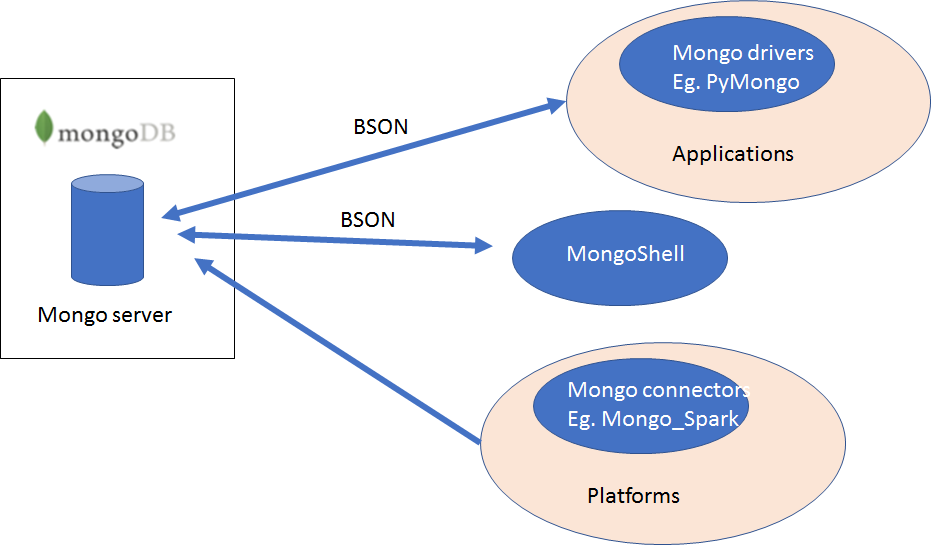 mongoDB
Mongo server
BSON
BSON
Mongo drivers
Eg. PyMongo
Applications
MongoShell
Mongo connectors
Eg. Mongo_Spark
Platforms